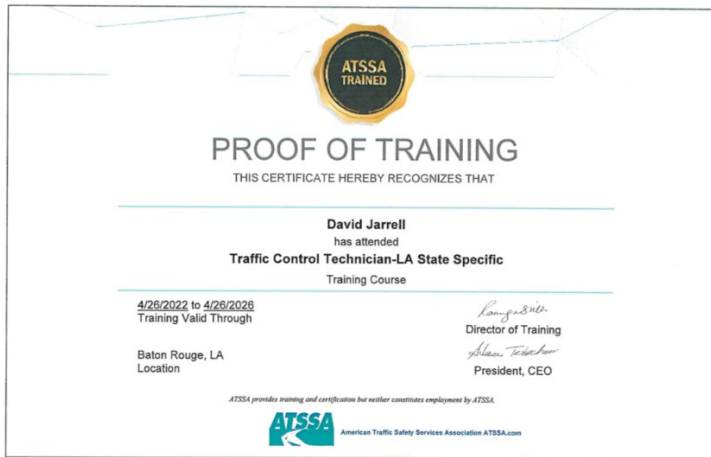 ATSSA
TRAINED
PROOF OF TRAINING
THIS CERTIFICATE HEREBY RECOGNIZES THAT
David Jarrell
has attended
Traffic Control Technician-LA State Specific
Training Course
4/26/2022 to 4/26/2026
Training Valid Through
Director of Training
Baton Rouge, LA
Location
President, CEO
ATSSA provides training and certification but neither constitutes employment by ATSSA.
ATSSA
American Traffic Safety Services Association ATSSA.com